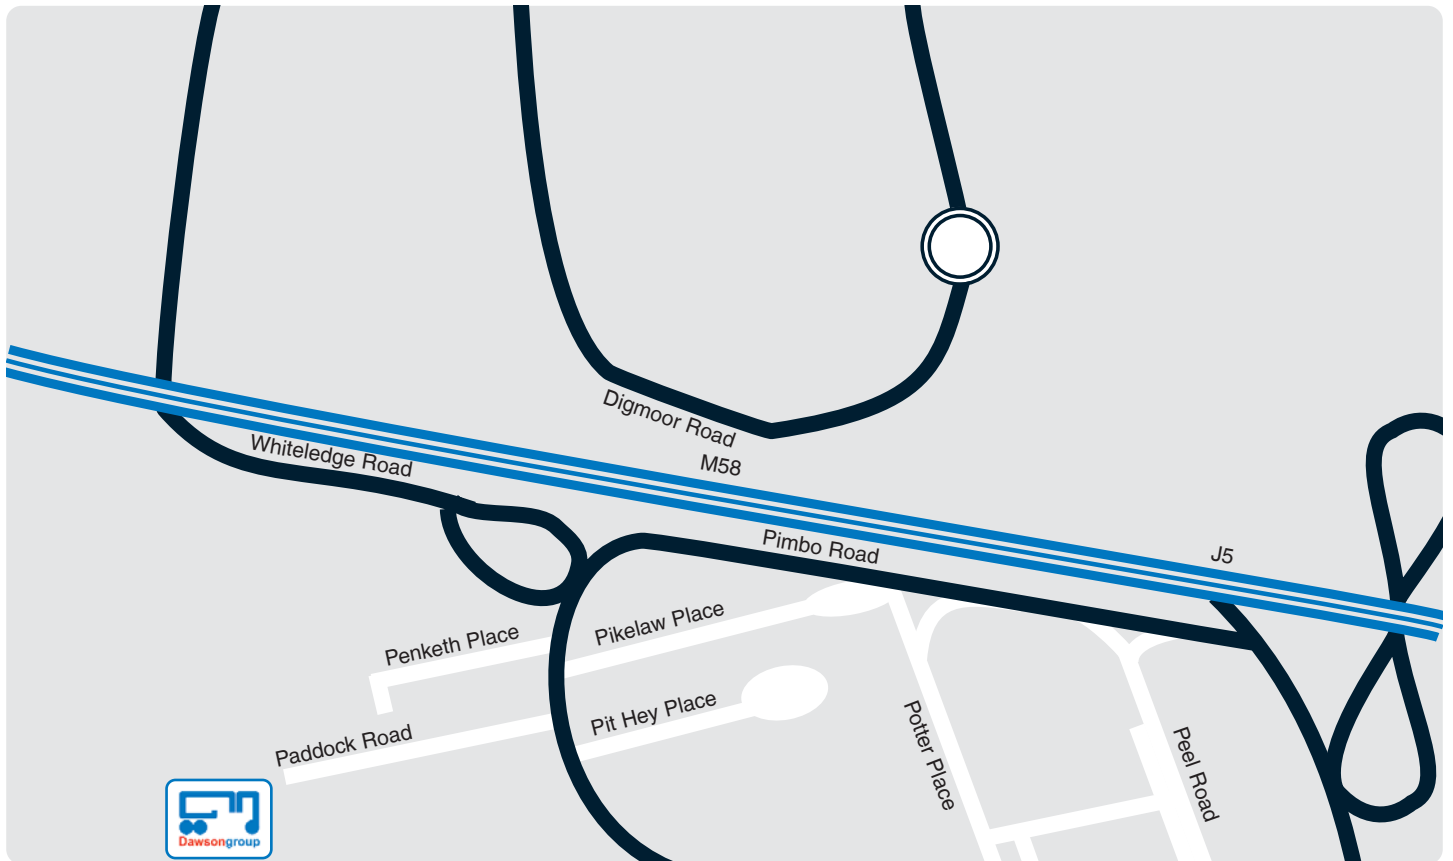 Digmoor Road
M58
Whiteledge Road
Pimbo Road
J5
Pikelaw Place
Penketh Place
Pit Hey Place
Paddock Road
Potter Place
Peel Road
Dawsongroup